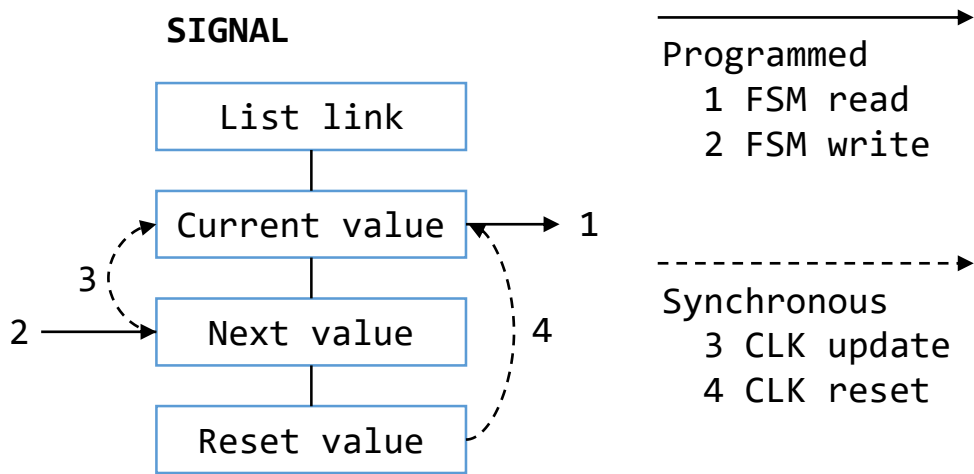 SIGNAL
List link
Current value
Next value
Reset value
1
2
3
4
Programmed
1 FSM read
2 FSM write
Synchronous
3 CLK update
4 CLK reset